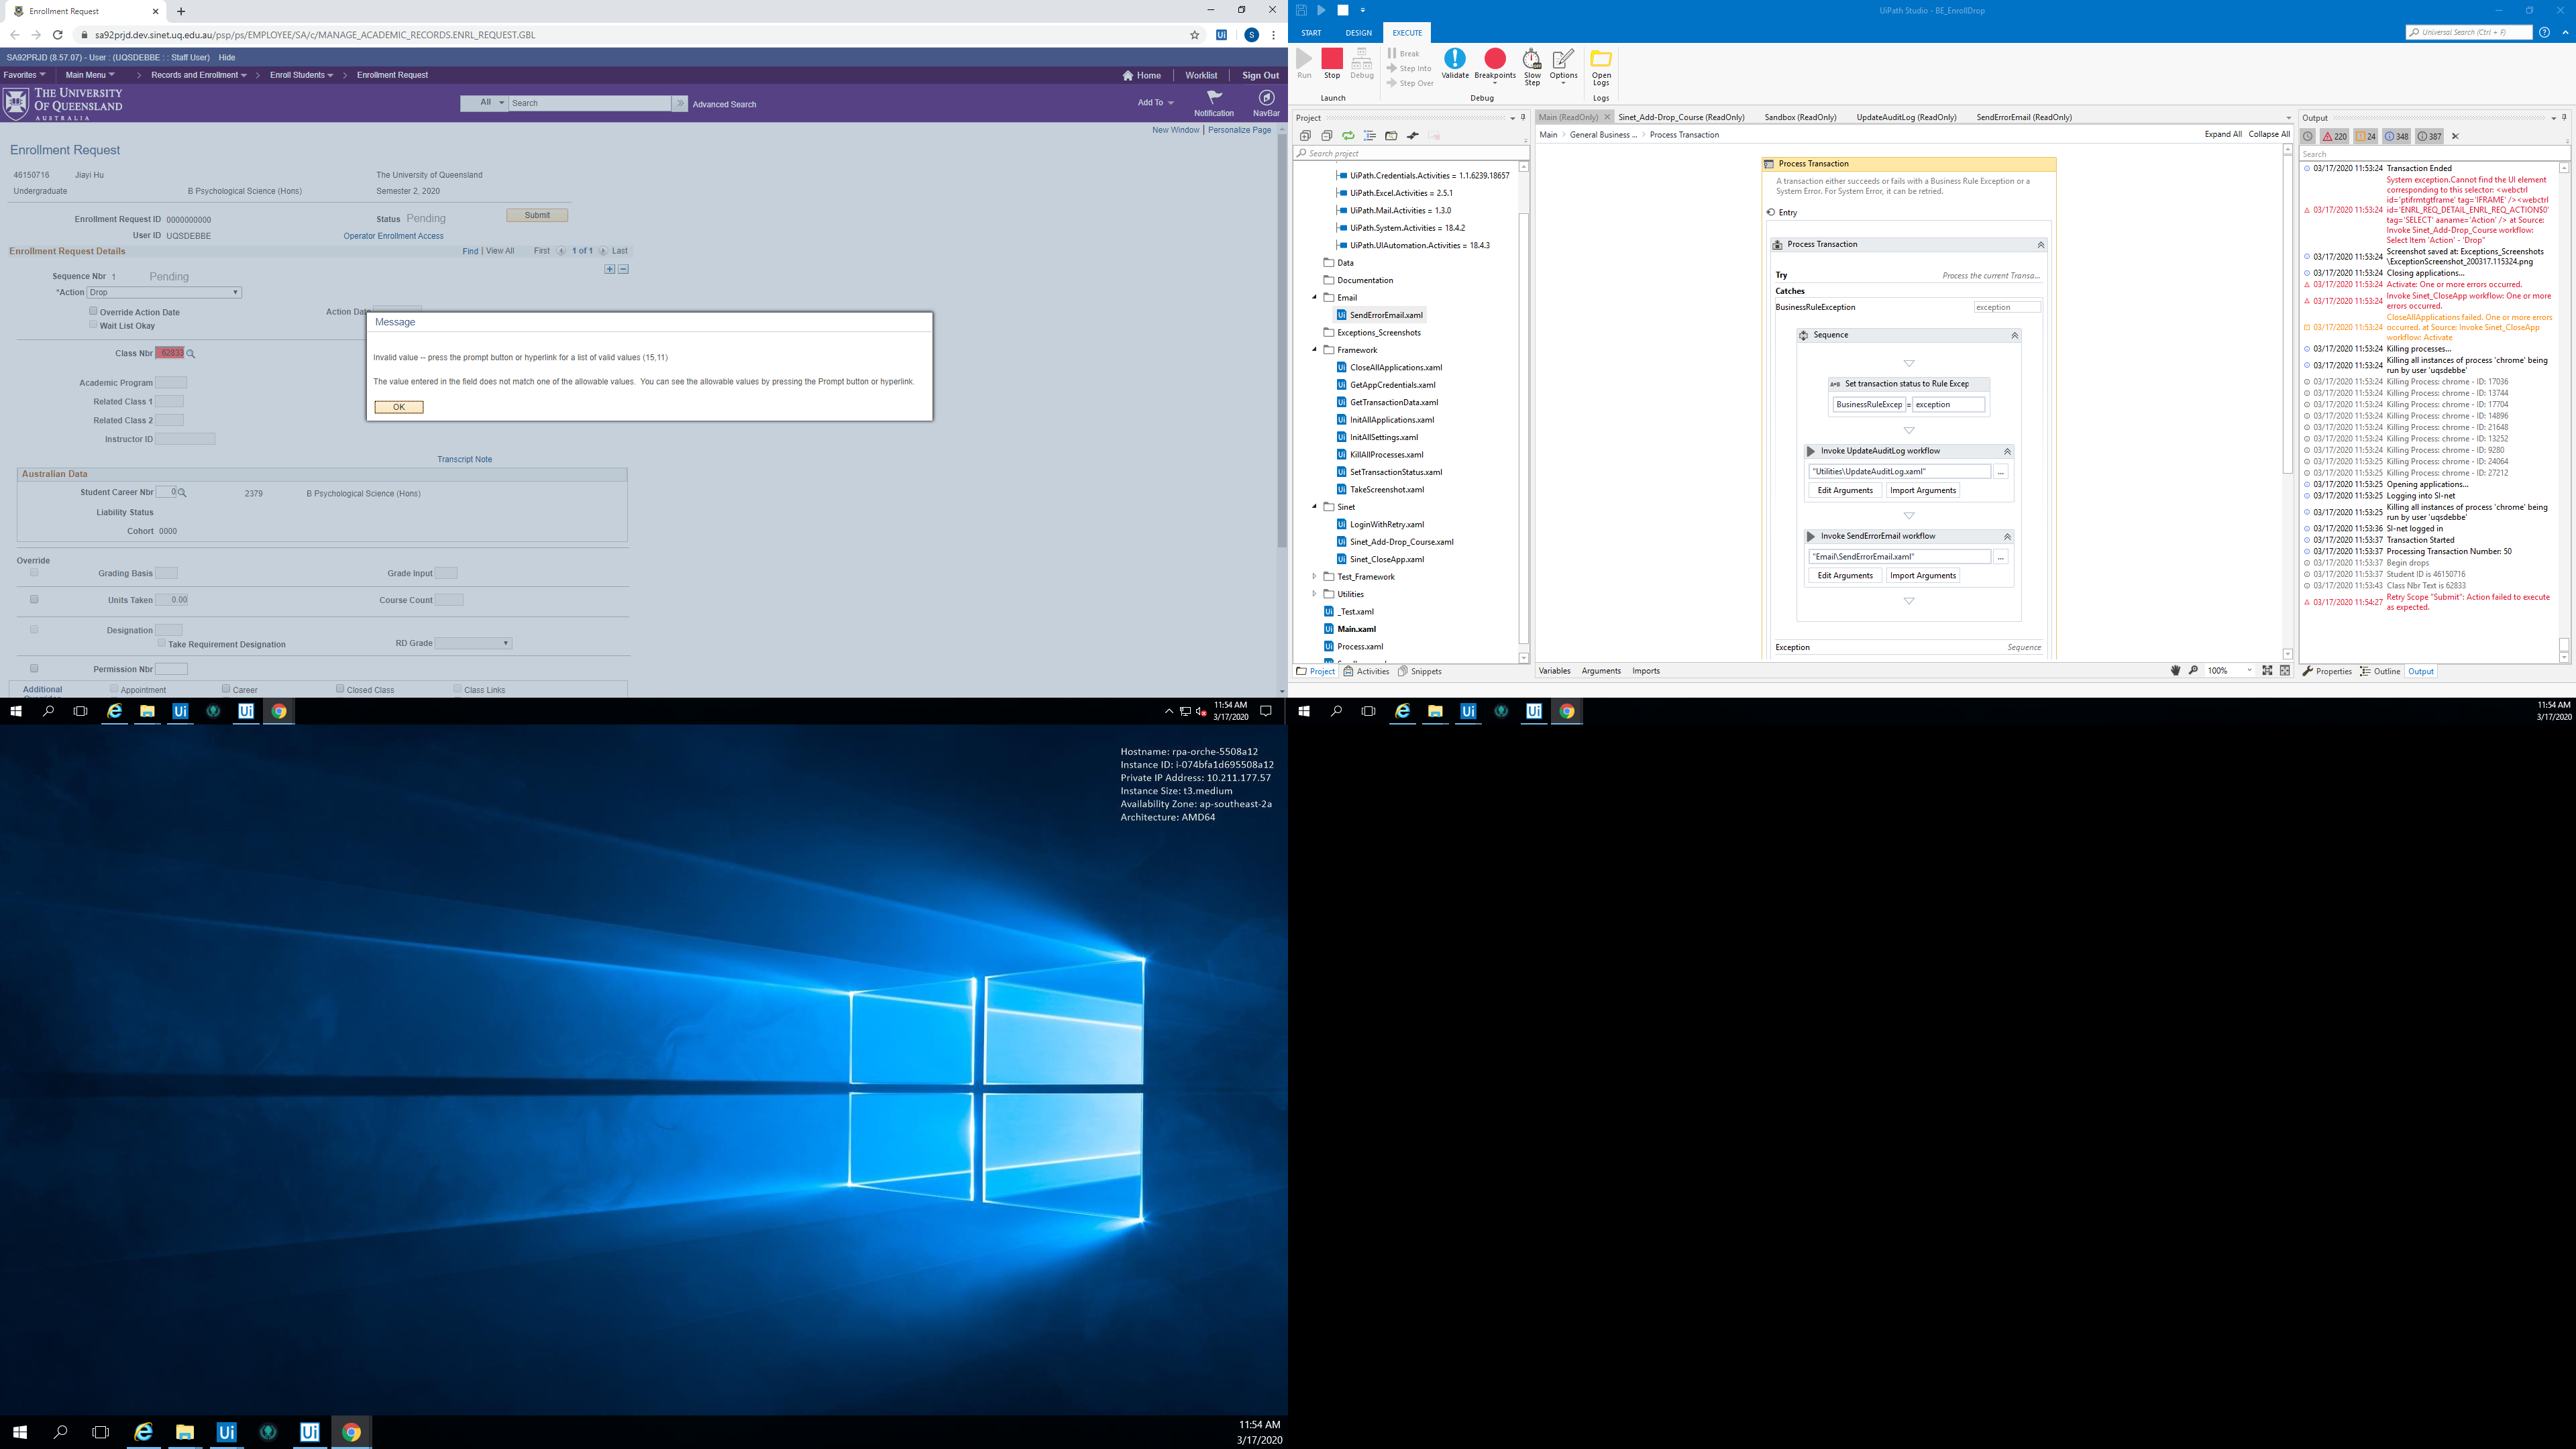 Enrollment Request
sa92prjd.dev.sinet.uq.edu.au/psp/ps/EMPLOYEE/SA/c/MANAGE_ACADEMIC_RECORDS.ENRL_REQUEST.GBL
SA92PRJD (8.57.07) - User : (UQSDEBBE : : Staff User) Hide
Favorites Main Menu > Records and Enrollment > Enroll Students > Enrollment Request Home Worklist Sign Out
THE UNIVERSITY
OF QUEENSLAND
AUSTRALIA
All Search Advanced Search
Add To Notification NavBar
New Window | Personalize Page
Enrollment Request
46150716 Jiayi Hu The University of Queensland
Undergraduate B Psychological Science (Hons) Semester 2, 2020
Enrollment Request ID 0000000000 Status Pending Submit
User ID UQSDEBBE Operator Enrollment Access
Enrollment Request Details Find | View All First 1 of 1 Last
Sequence Nbr 1 Pending
*Action Drop
Override Action Date Action Date
Wait List Okay
Class Nbr 62833
Academic Program
Related Class 1
Related Class 2
Instructor ID
Message
Invalid value -- press the prompt button or hyperlink for a list of valid values (15,11)
The value entered in the field does not match one of the allowable values. You can see the allowable values by pressing the Prompt button or hyperlink.
OK
Transcript Note
Australian Data
Student Career Nbr 0 2379 B Psychological Science (Hons)
Liability Status
Cohort 0000
Override
Grading Basis Grade Input
Units Taken 0.00 Course Count
Designation
Take Requirement Designation RD Grade
Permission Nbr
Additional Appointment Career Closed Class Class Links
11:54 AM
3/17/2020
UiPath Studio - BE_EnrollDrop
START DESIGN EXECUTE
Universal Search (Ctrl + F)
Run Stop Debug
Break
Step Into
Step Over
Validate Breakpoints Slow Step Options Open Logs
Launch Debug Logs
Project
Search project
UiPath.Credentials.Activities = 1.1.6239.18657
UiPath.Excel.Activities = 2.5.1
UiPath.Mail.Activities = 1.3.0
UiPath.System.Activities = 18.4.2
UiPath.UIAutomation.Activities = 18.4.3
Data
Documentation
Email
SendErrorEmail.xaml
Exceptions_Screenshots
Framework
CloseAllApplications.xaml
GetAppCredentials.xaml
GetTransactionData.xaml
InitAllApplications.xaml
InitAllSettings.xaml
KillAllProcesses.xaml
SetTransactionStatus.xaml
TakeScreenshot.xaml
Sinet
LoginWithRetry.xaml
Sinet_Add-Drop_Course.xaml
Sinet_CloseApp.xaml
Test_Framework
Utilities
_Test.xaml
Main.xaml
Process.xaml
Project Activities Snippets
Main (ReadOnly) Sinet_Add-Drop_Course (ReadOnly) Sandbox (ReadOnly) UpdateAuditLog (ReadOnly) SendErrorEmail (ReadOnly)
Main > General Business ... > Process Transaction Expand All Collapse All
Process Transaction
A transaction either succeeds or fails with a Business Rule Exception or a
System Error. For System Error, it can be retried.
Entry
Process Transaction
Try Process the current Transa...
Catches
BusinessRuleException exception
Sequence
Set transaction status to Rule Excep
BusinessRuleExcep = exception
Invoke UpdateAuditLog workflow
"Utilities\UpdateAuditLog.xaml" ...
Edit Arguments Import Arguments
Invoke SendErrorEmail workflow
"Email\SendErrorEmail.xaml" ...
Edit Arguments Import Arguments
Exception Sequence
Variables Arguments Imports 100%
Output
220 24 348 387
Search
03/17/2020 11:53:24 Transaction Ended
System exception.Cannot find the UI element
corresponding to this selector: <webctrl
id='ptifrmtgtframe' tag='IFRAME' /><webctrl
03/17/2020 11:53:24 id='ENRL_REQ_DETAIL_ENRL_REQ_ACTION$0'
tag='SELECT' aaname='Action' /> at Source:
Invoke Sinet_Add-Drop_Course workflow:
Select Item 'Action' - 'Drop"
03/17/2020 11:53:24 Screenshot saved at: Exceptions_Screenshots
\ExceptionScreenshot_200317.115324.png
03/17/2020 11:53:24 Closing applications...
03/17/2020 11:53:24 Activate: One or more errors occurred.
03/17/2020 11:53:24 Invoke Sinet_CloseApp workflow: One or more
errors occurred.
CloseAllApplications failed. One or more errors
03/17/2020 11:53:24 occurred. at Source: Invoke Sinet_CloseApp
workflow: Activate
03/17/2020 11:53:24 Killing processes...
03/17/2020 11:53:24 Killing all instances of process 'chrome' being
run by user 'uqsdebbe'
03/17/2020 11:53:24 Killing Process: chrome - ID: 17036
03/17/2020 11:53:24 Killing Process: chrome - ID: 13744
03/17/2020 11:53:24 Killing Process: chrome - ID: 17704
03/17/2020 11:53:24 Killing Process: chrome - ID: 14896
03/17/2020 11:53:24 Killing Process: chrome - ID: 21648
03/17/2020 11:53:24 Killing Process: chrome - ID: 13252
03/17/2020 11:53:24 Killing Process: chrome - ID: 9280
03/17/2020 11:53:25 Killing Process: chrome - ID: 24064
03/17/2020 11:53:25 Killing Process: chrome - ID: 27212
03/17/2020 11:53:25 Opening applications...
03/17/2020 11:53:25 Logging into SI-net
03/17/2020 11:53:25 Killing all instances of process 'chrome' being
run by user 'uqsdebbe'
03/17/2020 11:53:36 SI-net logged in
03/17/2020 11:53:37 Transaction Started
03/17/2020 11:53:37 Processing Transaction Number: 50
03/17/2020 11:53:37 Begin drops
03/17/2020 11:53:37 Student ID is 46150716
03/17/2020 11:53:43 Class Nbr Text is 62833
03/17/2020 11:54:27 Retry Scope "Submit": Action failed to execute
as expected.
Properties Outline Output
11:54 AM
3/17/2020
Hostname: rpa-orche-5508a12
Instance ID: i-074bfa1d695508a12
Private IP Address: 10.211.177.57
Instance Size: t3.medium
Availability Zone: ap-southeast-2a
Architecture: AMD64
11:54 AM
3/17/2020